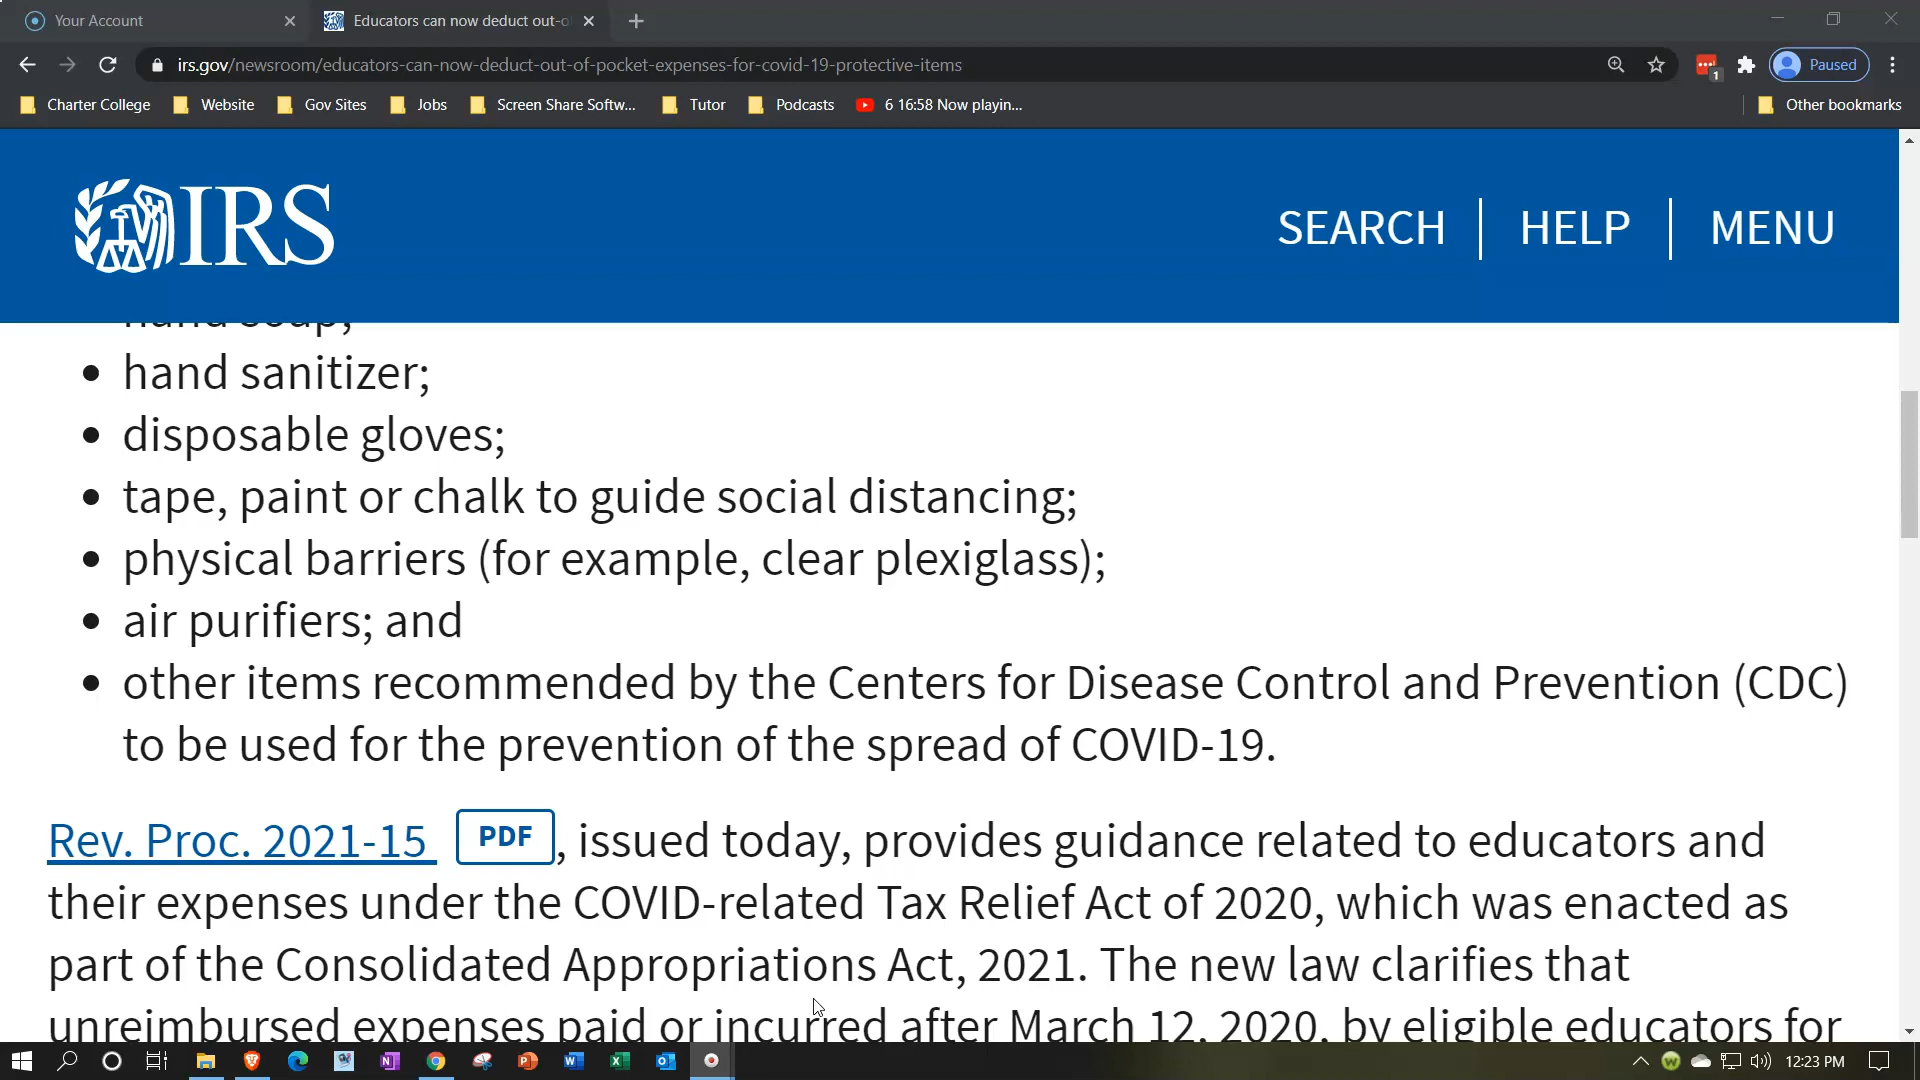 Your Account
Educators can now deduct out-o
irs.gov/newsroom/educators-can-now-deduct-out-of-pocket-expenses-for-covid-19-protective-items
1
Paused
Charter College
Website
Gov Sites
Jobs
Screen Share Softw...
Tutor
Podcasts
6 16:58 Now playin...
Other bookmarks
IRS
SEARCH
HELP
MENU
hand soap;
• hand sanitizer;
• disposable gloves;
• tape, paint or chalk to guide social distancing;
• physical barriers (for example, clear plexiglass);
• air purifiers; and
• other items recommended by the Centers for Disease Control and Prevention (CDC)
to be used for the prevention of the spread of COVID-19.
Rev. Proc. 2021-15 PDF, issued today, provides guidance related to educators and
their expenses under the COVID-related Tax Relief Act of 2020, which was enacted as
part of the Consolidated Appropriations Act, 2021. The new law clarifies that
unreimbursed expenses paid or incurred after March 12, 2020, by eligible educators for
12:23 PM